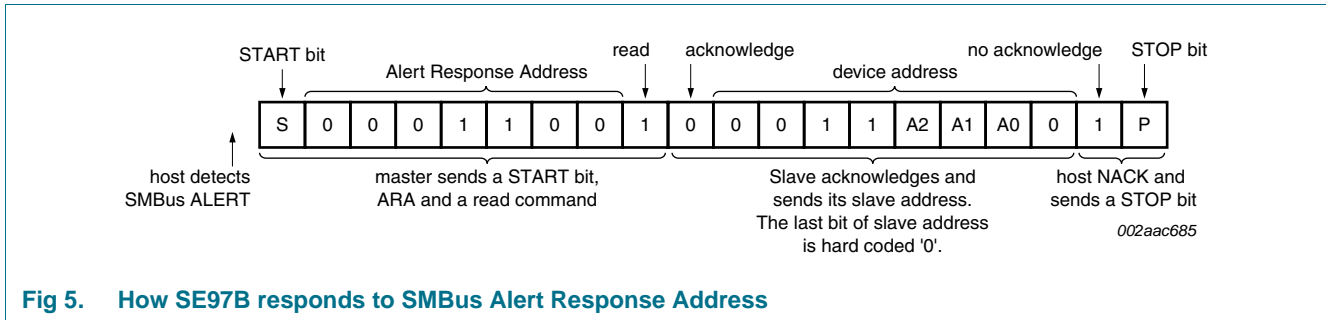 START bit
Alert Response Address
read
acknowledge
device address
no acknowledge
STOP bit
S 0 0 0 1 1 0 0 1 0 0 0 1 1 A2 A1 A0 0 1 P
host detects
SMBus ALERT
master sends a START bit,
ARA and a read command
Slave acknowledges and
sends its slave address.
The last bit of slave address
is hard coded '0'.
host NACK and
sends a STOP bit
002aac685
Fig 5. How SE97B responds to SMBus Alert Response Address